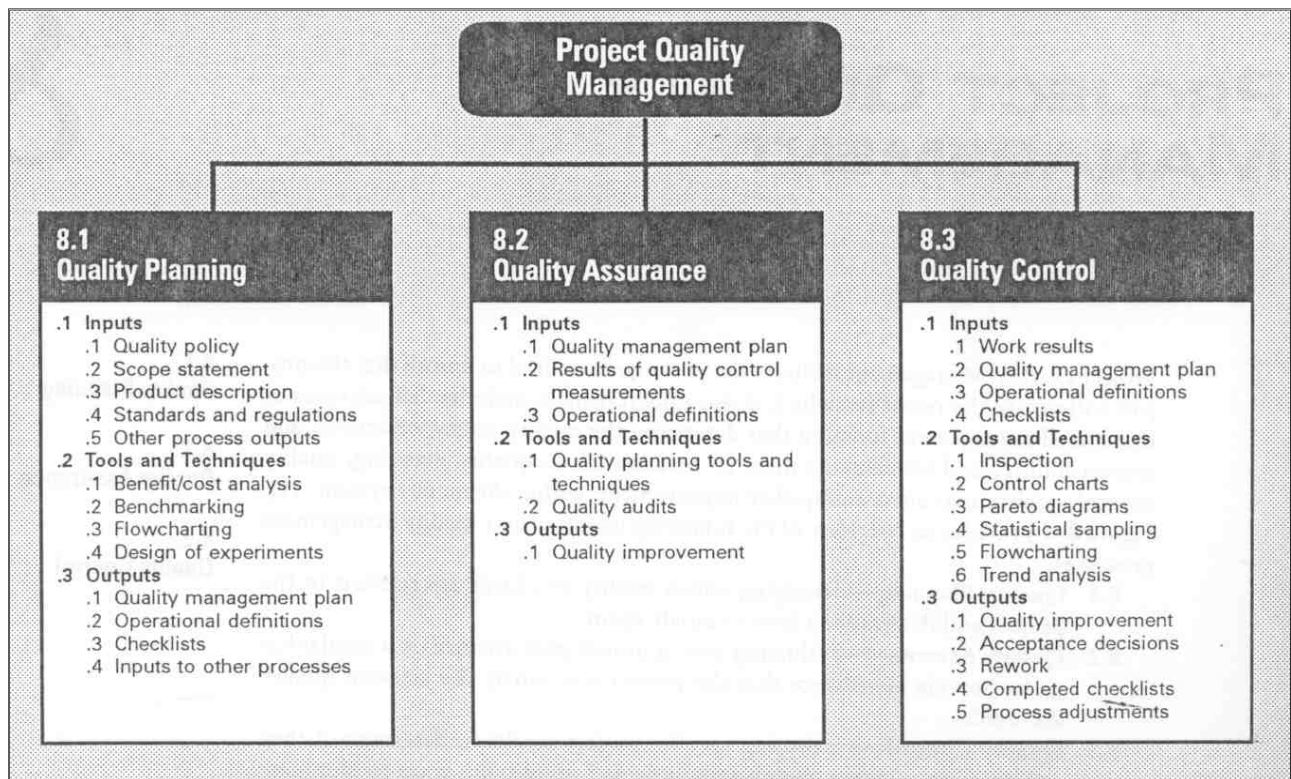 Project Quality
Management
8.1
Quality Planning
.1 Inputs
.1 Quality policy
.2 Scope statement
.3 Product description
.4 Standards and regulations
.5 Other process outputs
.2 Tools and Techniques
.1 Benefit/cost analysis
.2 Benchmarking
.3 Flowcharting
.4 Design of experiments
.3 Outputs
.1 Quality management plan
.2 Operational definitions
.3 Checklists
.4 Inputs to other processes
8.2
Quality Assurance
.1 Inputs
.1 Quality management plan
.2 Results of quality control
measurements
.3 Operational definitions
.2 Tools and Techniques
.1 Quality planning tools and
techniques
.2 Quality audits
.3 Outputs
.1 Quality improvement
8.3
Quality Control
.1 Inputs
.1 Work results
.2 Quality management plan
.3 Operational definitions
.4 Checklists
.2 Tools and Techniques
.1 Inspection
.2 Control charts
.3 Pareto diagrams
.4 Statistical sampling
.5 Flowcharting
.6 Trend analysis
.3 Outputs
.1 Quality improvement
.2 Acceptance decisions
.3 Rework
.4 Completed checklists
.5 Process adjustments